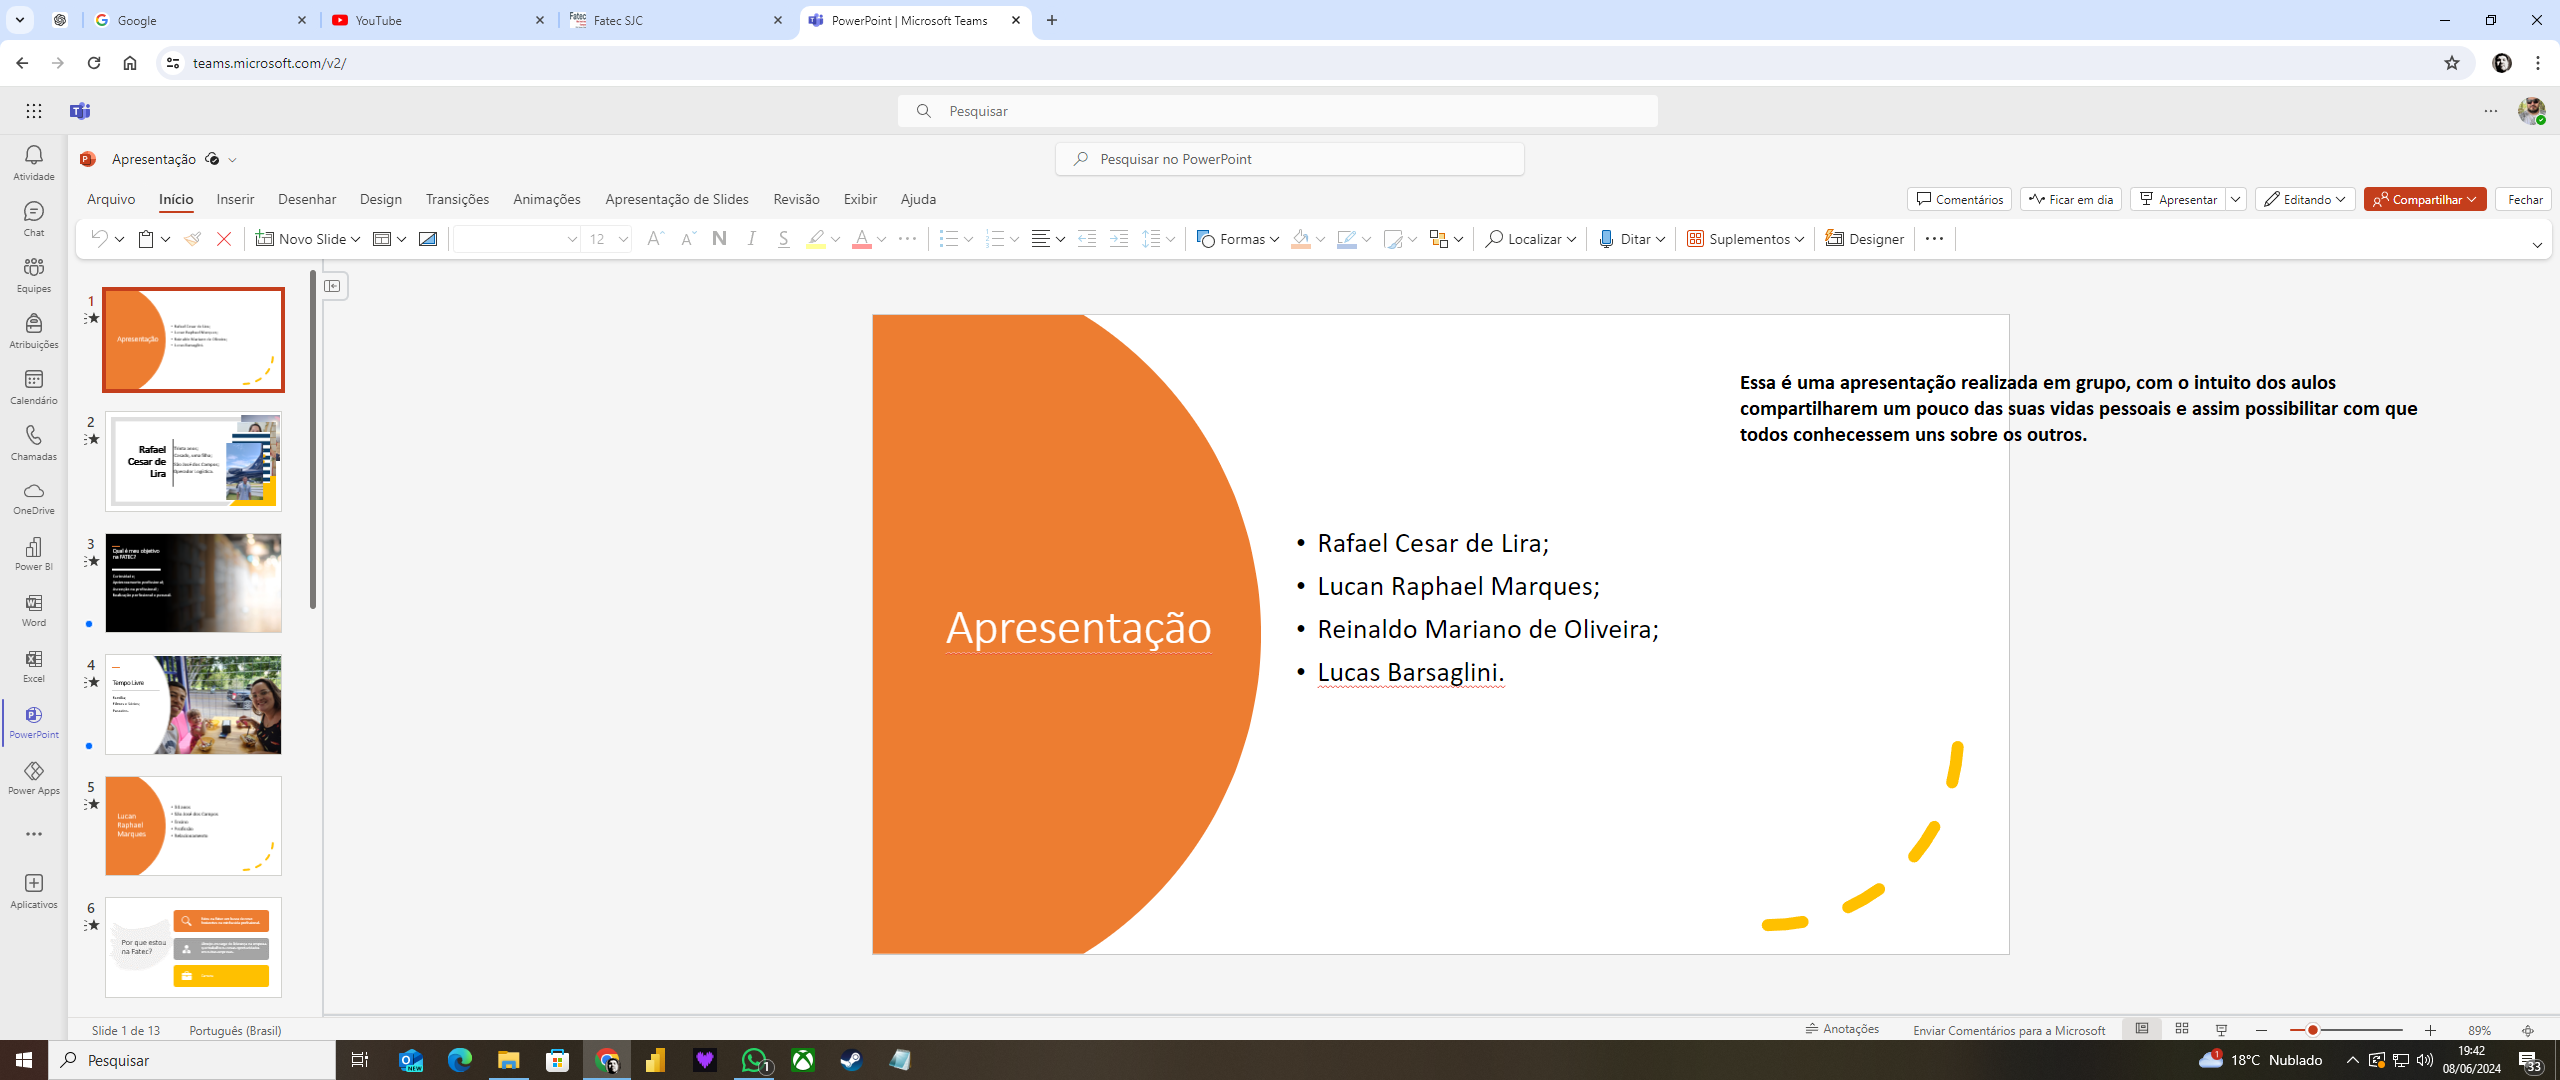 Google
YouTube
Fatec SJC
PowerPoint | Microsoft Teams
teams.microsoft.com/v2/
Pesquisar
Apresentação
Pesquisar no PowerPoint
Arquivo Início Inserir Desenhar Design Transições Animações Apresentação de Slides Revisão Exibir Ajuda
Comentários Ficar em dia Apresentar Editando Compartilhar Fechar
Novo Slide 12 N I S A Formas Localizar Ditar Suplementos Designer
Atividade
Chat
Equipes
Atribuições
Calendário
Chamadas
OneDrive
Power BI
Word
Excel
PowerPoint
Power Apps
Aplicativos
1
Apresentação
2
Rafael
Cesar de
Lira
3
Qual é meu objetivo
na FATEC?
4
Tempo Livre
5
Lucan
Raphael
Marques
6
Por que estou
na Fatec?
Essa é uma apresentação realizada em grupo, com o intuito dos aulos
compartilharem um pouco das suas vidas pessoais e assim possibilitar com que
todos conhecessem uns sobre os outros.
Apresentação
• Rafael Cesar de Lira;
• Lucan Raphael Marques;
• Reinaldo Mariano de Oliveira;
• Lucas Barsaglini.
Slide 1 de 13 Português (Brasil)
Anotações Enviar Comentários para a Microsoft 89%
Pesquisar
18°C Nublado
19:42
08/06/2024
33